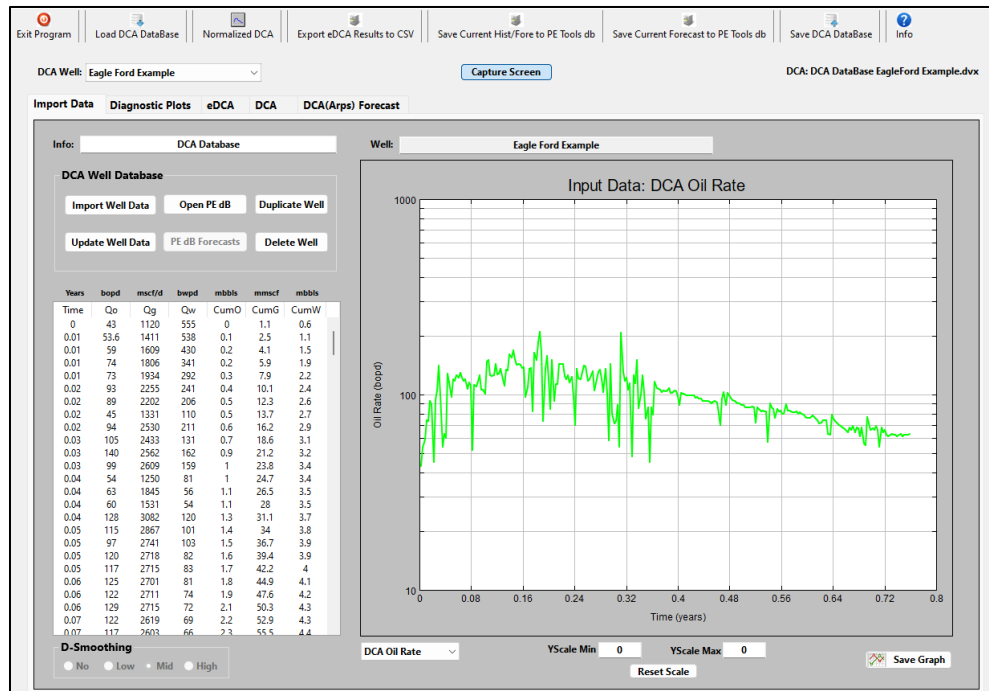 Exit Program Load DCA DataBase Normalized DCA Export eDCA Results to CSV Save Current Hist/Fore to PE Tools db Save Current Forecast to PE Tools db Save DCA DataBase Info
DCA Well: Eagle Ford Example Capture Screen DCA: DCA DataBase EagleFord Example.dvx
Import Data Diagnostic Plots eDCA DCA DCA(Arps) Forecast
Info: DCA Database Well: Eagle Ford Example
DCA Well Database
Import Well Data Open PE dB Duplicate Well
Update Well Data PE dB Forecasts Delete Well
Years bopd mscf/d bwpd mbbls mmscf mbbls
Time Qo Qg Qw CumO CumG CumW
0 43 1120 555 0 1.1 0.6
0.01 53.6 1411 538 0.1 2.5 1.1
0.01 59 1609 430 0.2 4.1 1.5
0.01 74 1806 341 0.2 5.9 1.9
0.01 73 1934 292 0.3 7.9 2.2
0.02 93 2255 241 0.4 10.1 2.4
0.02 89 2202 206 0.5 12.3 2.6
0.02 45 1331 110 0.5 13.7 2.7
0.02 94 2530 211 0.6 16.2 2.9
0.03 105 2433 131 0.7 18.6 3.1
0.03 140 2562 162 0.9 21.2 3.2
0.03 99 2609 159 1 23.8 3.4
0.04 54 1250 81 1 24.7 3.4
0.04 63 1845 56 1.1 26.5 3.5
0.04 60 1531 54 1.1 28 3.5
0.04 128 3082 120 1.3 31.1 3.7
0.05 115 2867 101 1.4 34 3.8
0.05 97 2741 103 1.5 36.7 3.9
0.05 120 2718 82 1.6 39.4 3.9
0.05 117 2715 83 1.7 42.2 4
0.06 125 2701 81 1.8 44.9 4.1
0.06 122 2711 74 1.9 47.6 4.2
0.06 129 2715 72 2.1 50.3 4.3
0.07 122 2619 69 2.2 52.9 4.3
0.07 117 2603 66 2.3 55.5 4.4
D-Smoothing
No Low Mid High
Input Data: DCA Oil Rate
1000
100
10
Oil Rate (bopd)
0 0.08 0.16 0.24 0.32 0.4 0.48 0.56 0.64 0.72 0.8
Time (years)
DCA Oil Rate YScale Min 0 YScale Max 0
Reset Scale
Save Graph